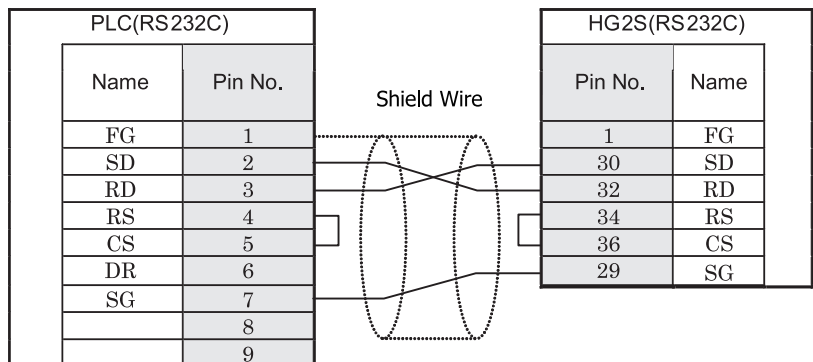 PLC(RS232C) HG2S(RS232C)
Name Pin No. Pin No. Name
Shield Wire
FG 1 1 FG
SD 2 30 SD
RD 3 32 RD
RS 4 34 RS
CS 5 36 CS
DR 6 29 SG
SG 7
8
9